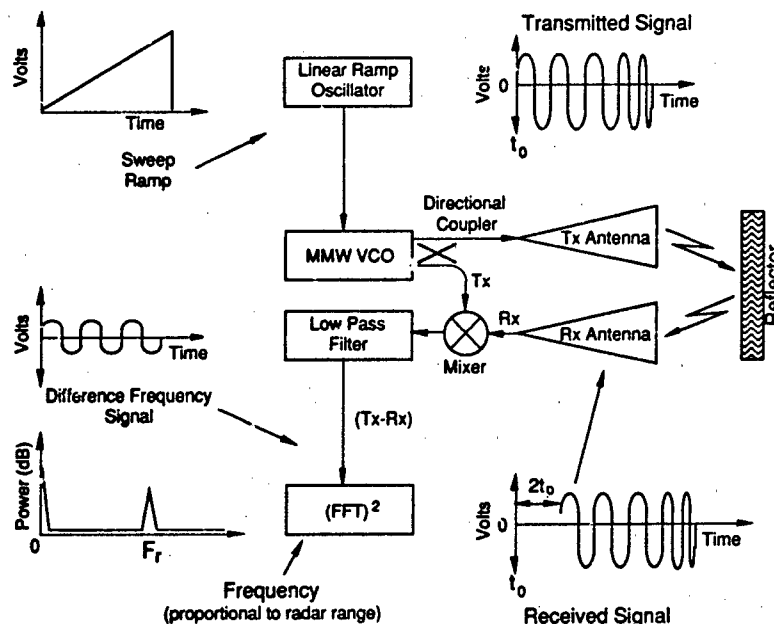 Volts
Time
Sweep
Ramp
Linear Ramp
Oscillator
Transmitted Signal
Volts
0
Time
t₀
MMW VCO
Directional
Coupler
Tx Antenna
Tx
Reflector
Low Pass
Filter
Mixer
Rx
Rx Antenna
Volts
Time
Difference Frequency
Signal
(Tx-Rx)
Power (dB)
0
Fᵣ
(FFT)²
Frequency
(proportional to radar range)
2t₀
Volts
0
Time
t₀
Received Signal